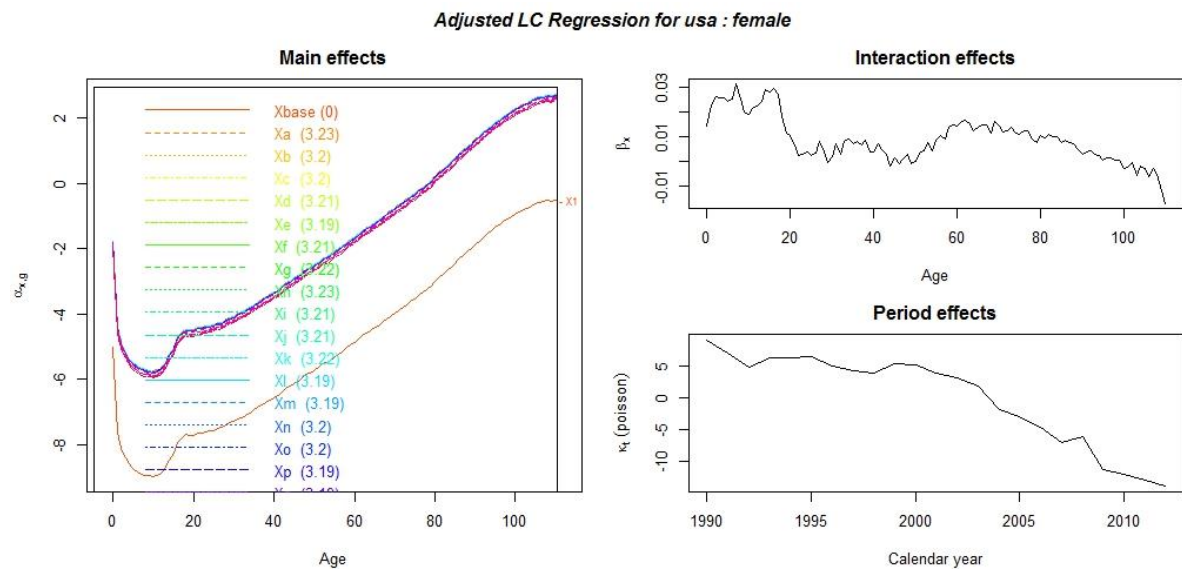 Adjusted LC Regression for usa : female
Main effects
Xbase (0)
Xa (3.23)
Xb (3.2)
Xc (3.2)
Xd (3.21)
Xe (3.19)
Xf (3.21)
Xg (3.22)
Xh (3.23)
Xi (3.21)
Xj (3.21)
Xk (3.22)
Xl (3.19)
Xm (3.19)
Xn (3.2)
Xo (3.2)
Xp (3.19)
X1
2
0
-2
-4
-6
-8
αx,g
0 20 40 60 80 100
Age
Interaction effects
0.03
0.01
-0.01
βx
0 20 40 60 80 100
Age
Period effects
5
0
-5
-10
κt (poisson)
1990 1995 2000 2005 2010
Calendar year